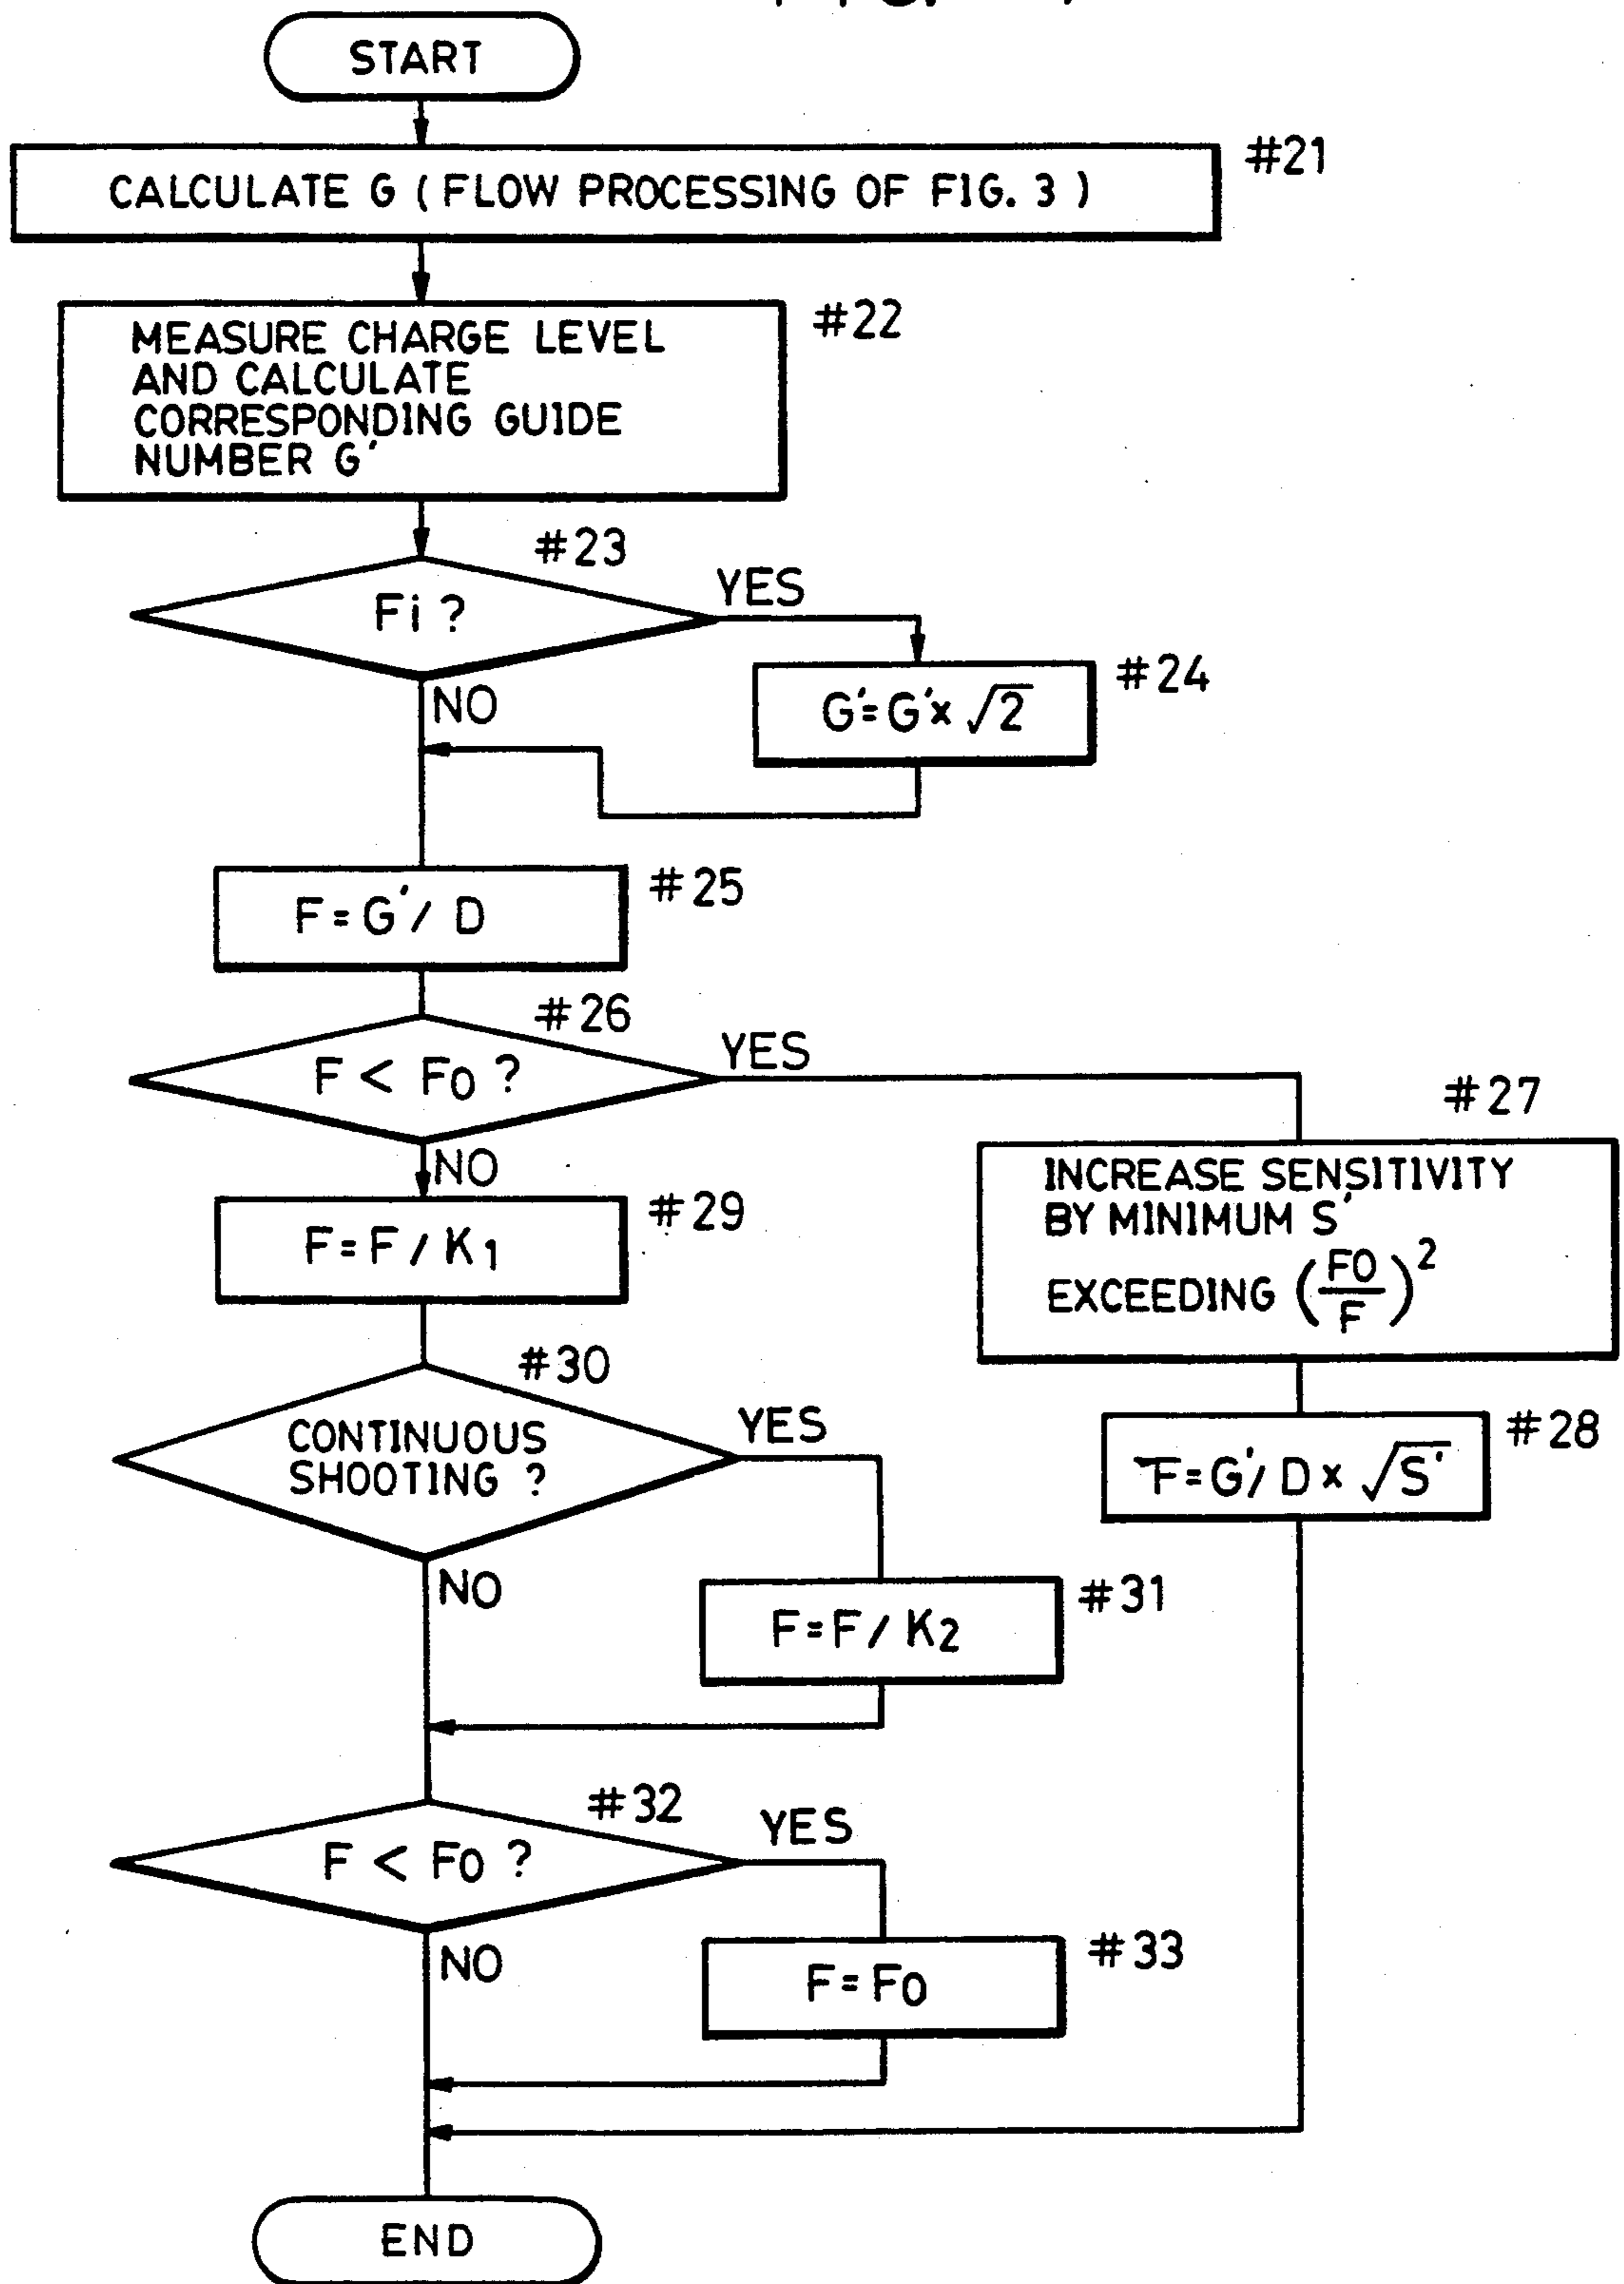 START
#21
CALCULATE G ( FLOW PROCESSING OF FIG. 3 )
#22
MEASURE CHARGE LEVEL
AND CALCULATE
CORRESPONDING GUIDE
NUMBER G'
#23
Fi ?
YES
NO
#24
G'=G'x √2
#25
F=G'/ D
#26
F < F0 ?
YES
NO
#27
INCREASE SENSITIVITY
BY MINIMUM S'
EXCEEDING (F0/F)²
#28
F=G'/ D x √S'
#29
F=F / K1
#30
CONTINUOUS
SHOOTING ?
YES
NO
#31
F=F / K2
#32
F < F0 ?
YES
NO
#33
F=F0
END